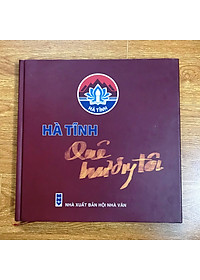 HÀ TĨNH
HÀ TĨNH
Quê
hương tôi
NHÀ XUẤT BẢN HỘI NHÀ VĂN